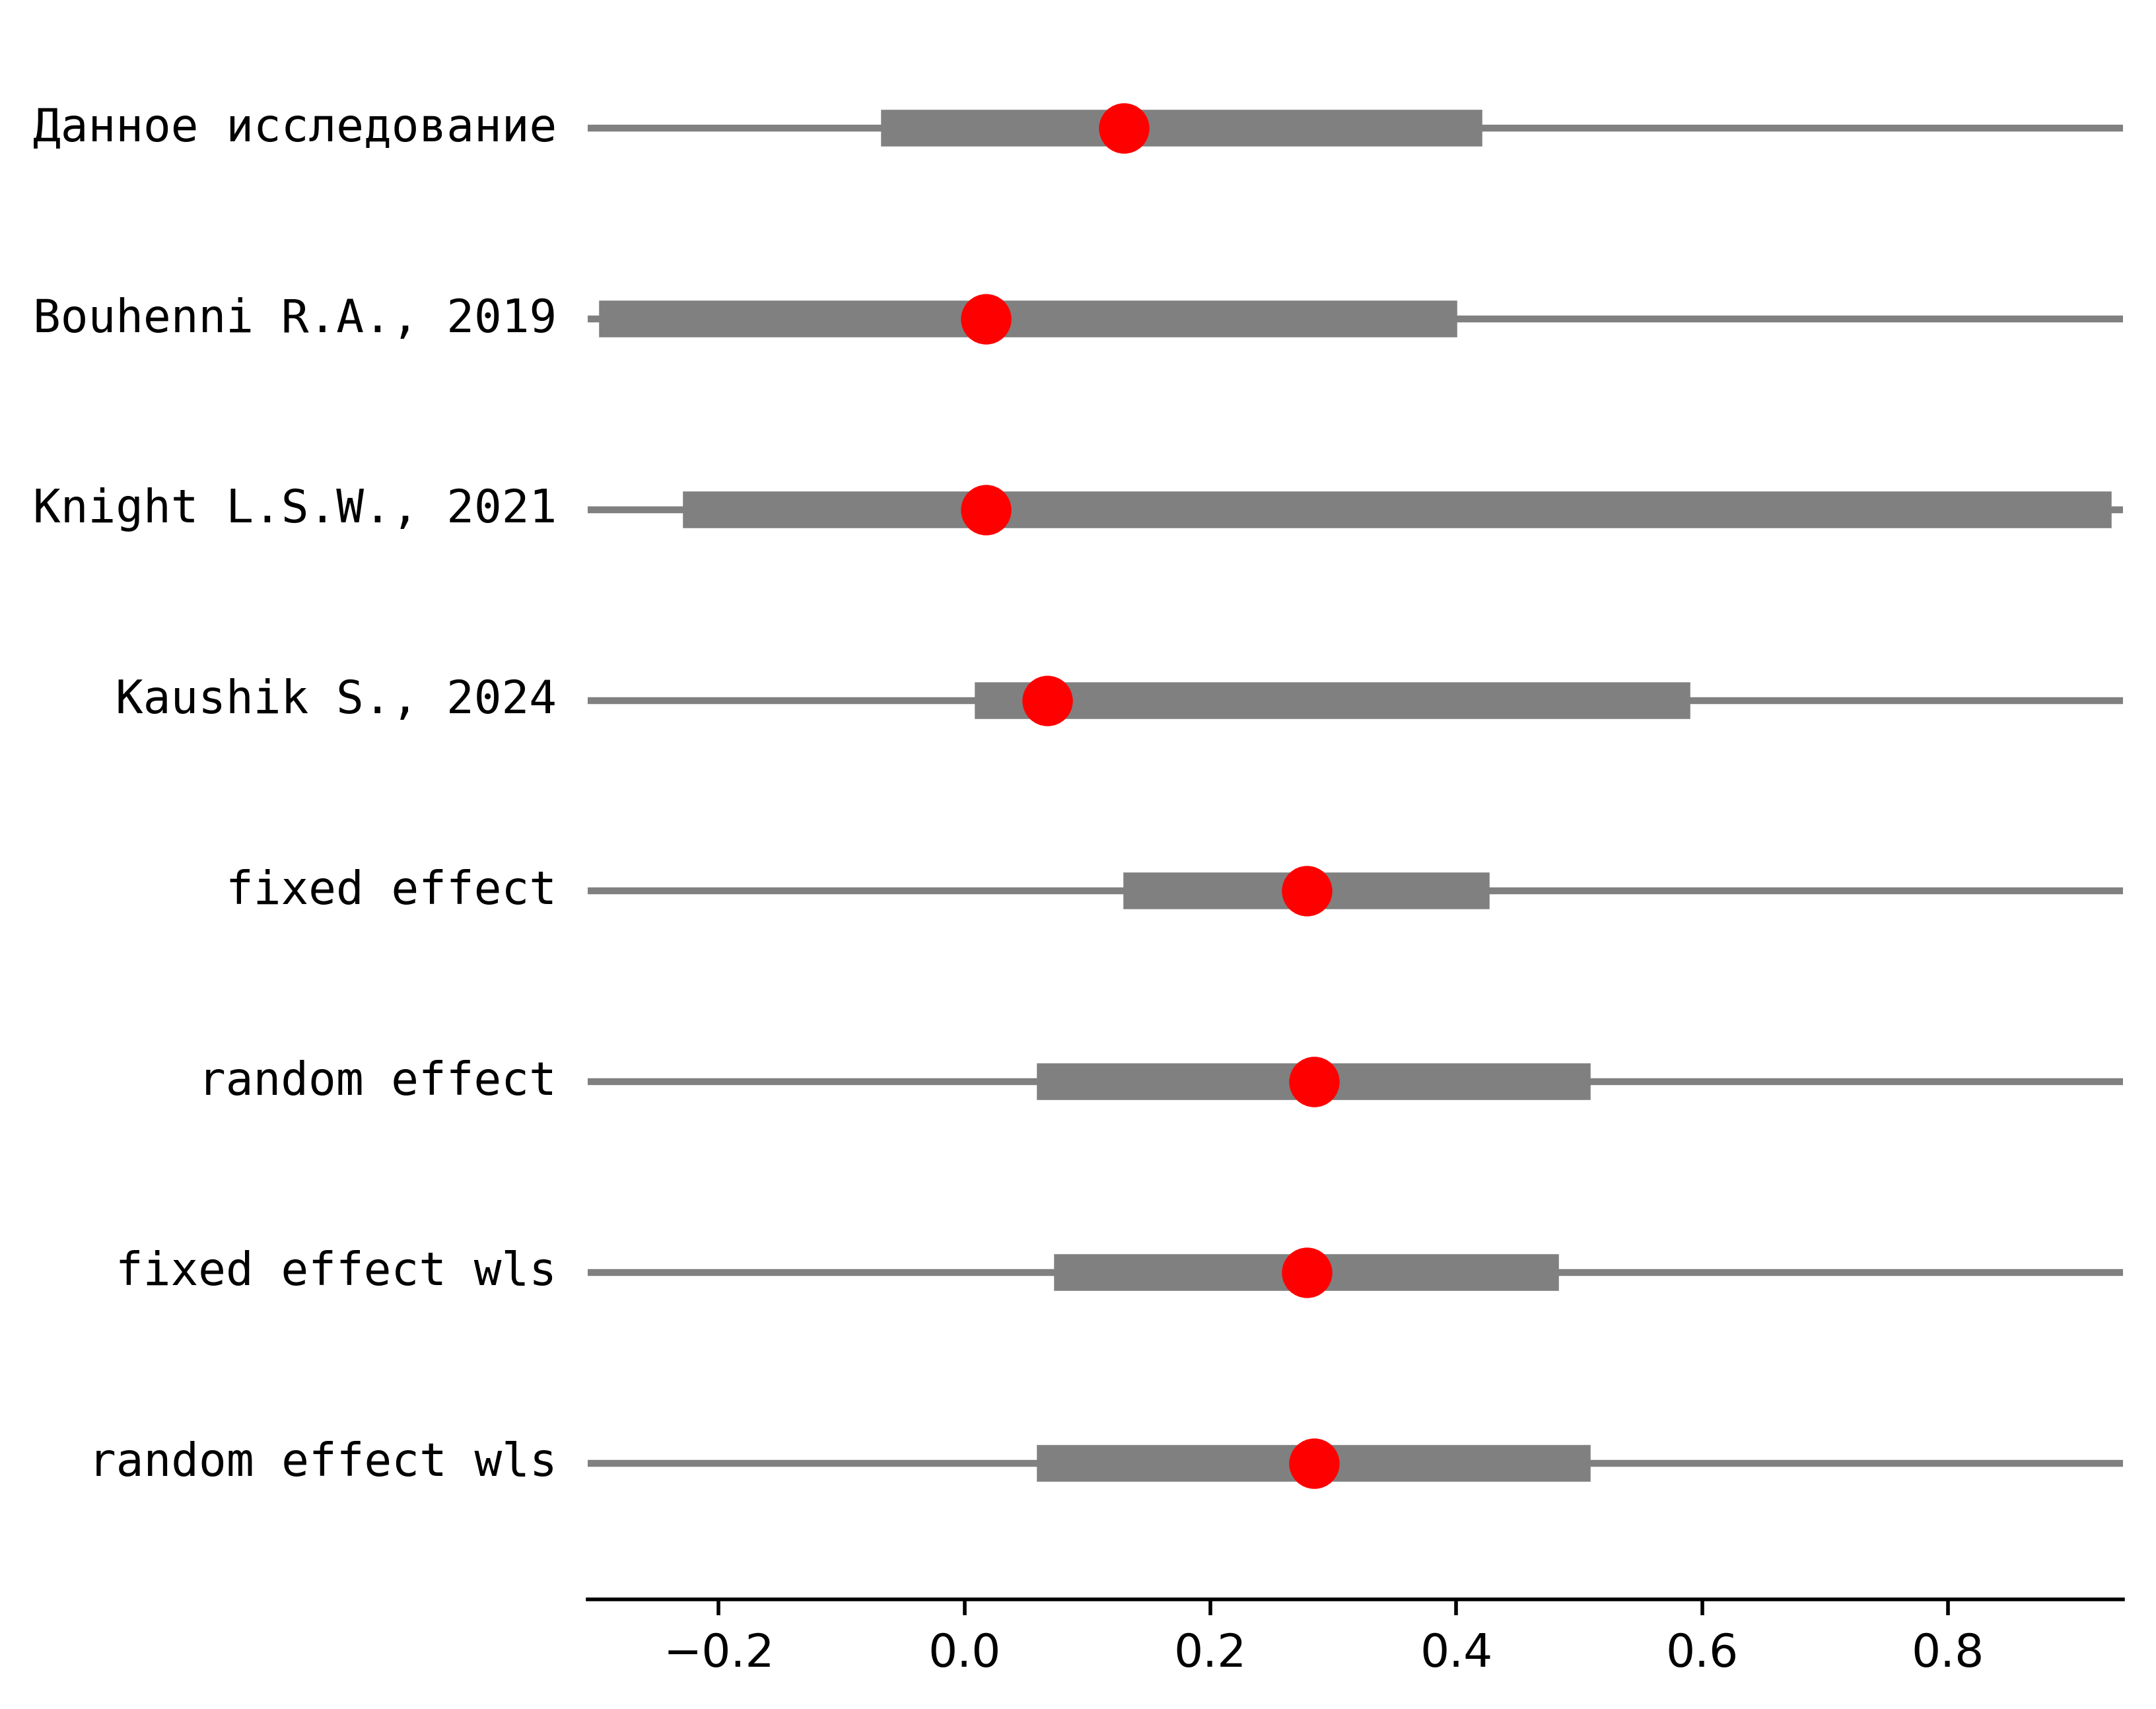 Данное исследование
Bouhenni R.A., 2019
Knight L.S.W., 2021
Kaushik S., 2024
fixed effect
random effect
fixed effect wls
random effect wls
−0.2 0.0 0.2 0.4 0.6 0.8